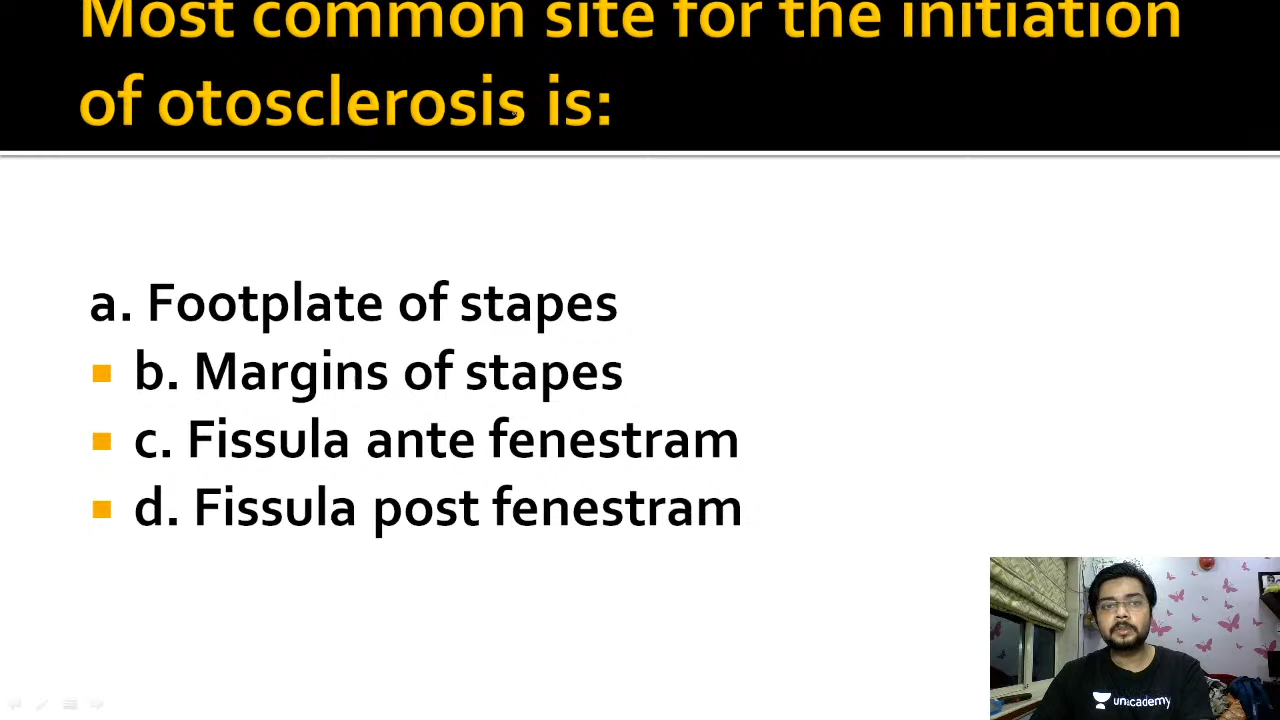 Most common site for the initiation
of otosclerosis is:
a. Footplate of stapes
b. Margins of stapes
c. Fissula ante fenestram
d. Fissula post fenestram
unacademy